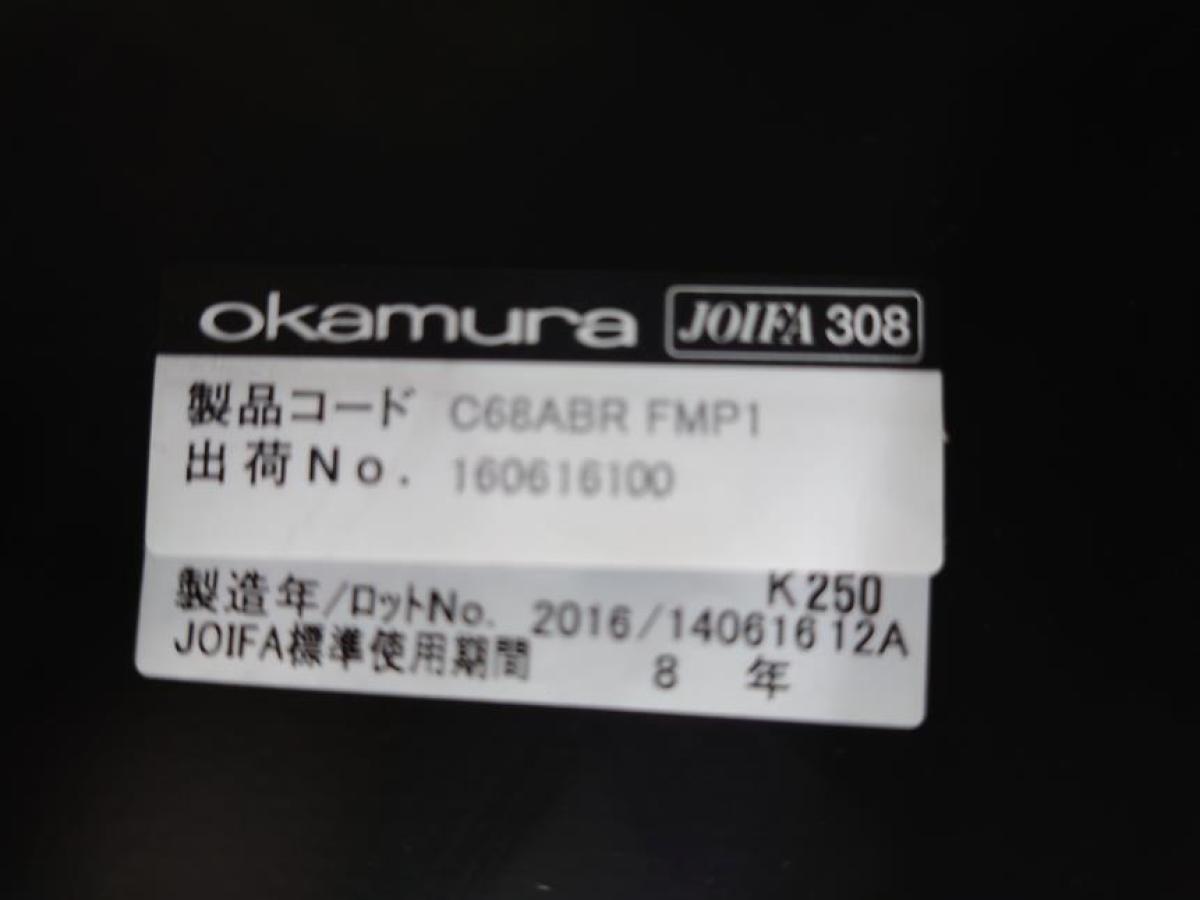 okamura JOIFA 308
製品コード C68ABR FMP1
出荷No. 160616100
K250
製造年/ロットNo. 2016/14061612A
JOIFA標準使用期間 8 年